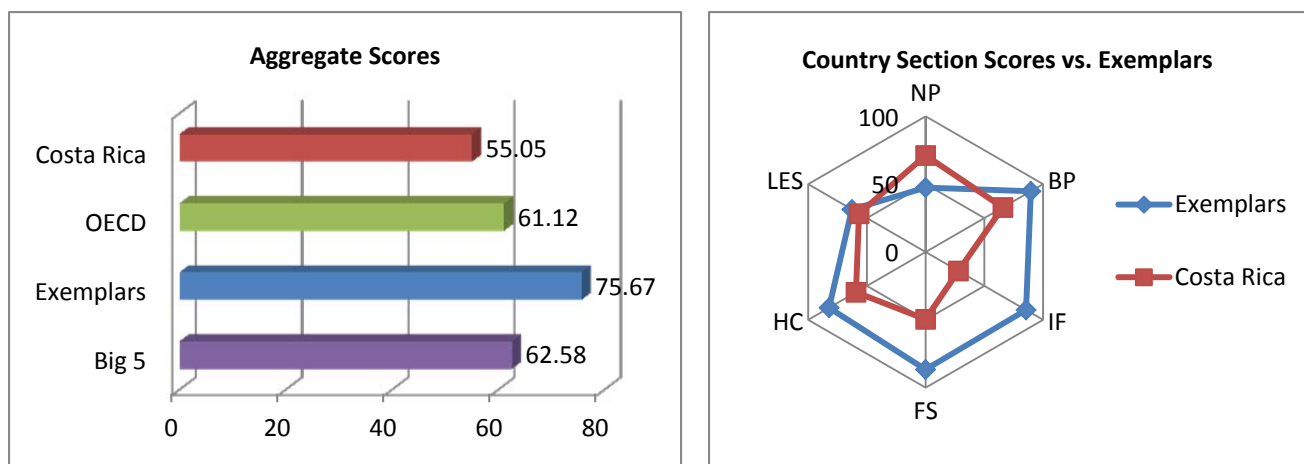 Aggregate Scores
Costa Rica
55.05
OECD
61.12
Exemplars
75.67
Big 5
62.58
0 20 40 60 80
Country Section Scores vs. Exemplars
NP
100
LES
50
BP
0
HC
IF
FS
Exemplars
Costa Rica